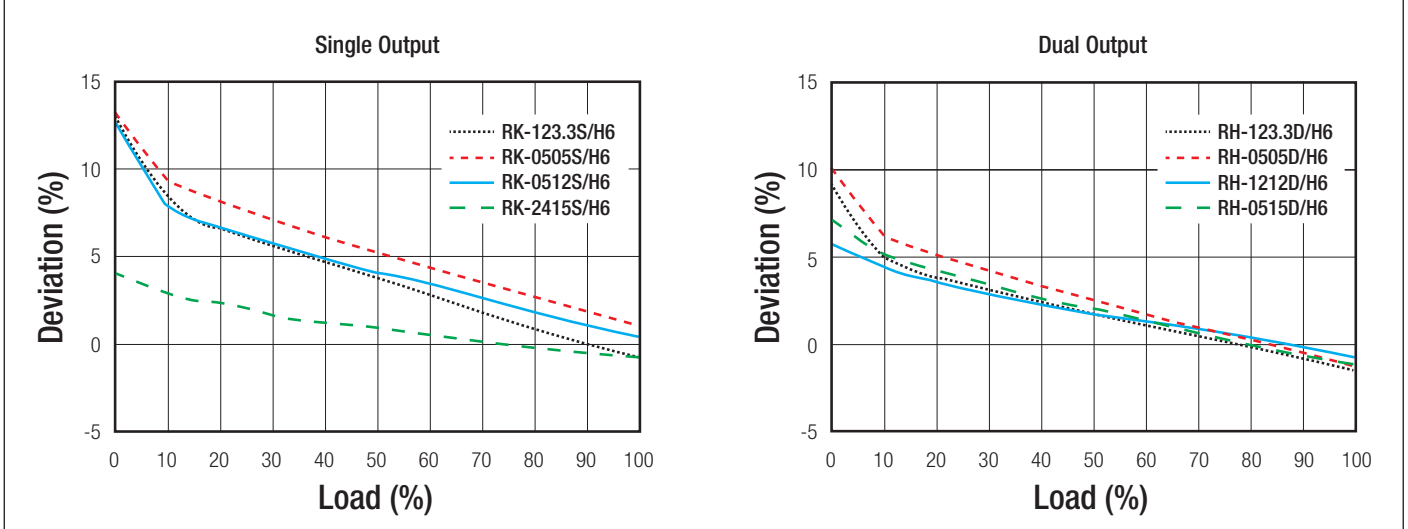 Single Output
15
10
5
0
-5
Deviation (%)
RK-123.3S/H6
RK-0505S/H6
RK-0512S/H6
RK-2415S/H6
0 10 20 30 40 50 60 70 80 90 100
Load (%)
Dual Output
15
10
5
0
-5
Deviation (%)
RH-123.3D/H6
RH-0505D/H6
RH-1212D/H6
RH-0515D/H6
0 10 20 30 40 50 60 70 80 90 100
Load (%)